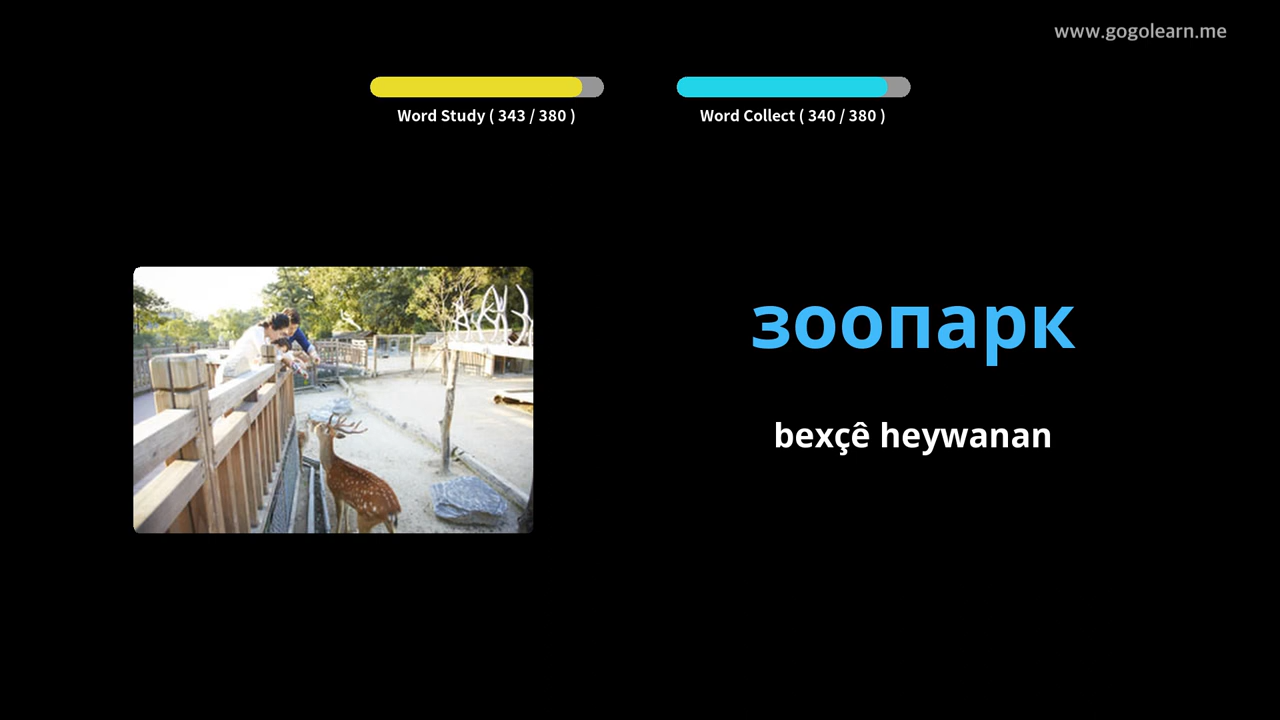 www.gogolearn.me
Word Study ( 343 / 380 )
Word Collect ( 340 / 380 )
зоопарк
bexçê heywanan